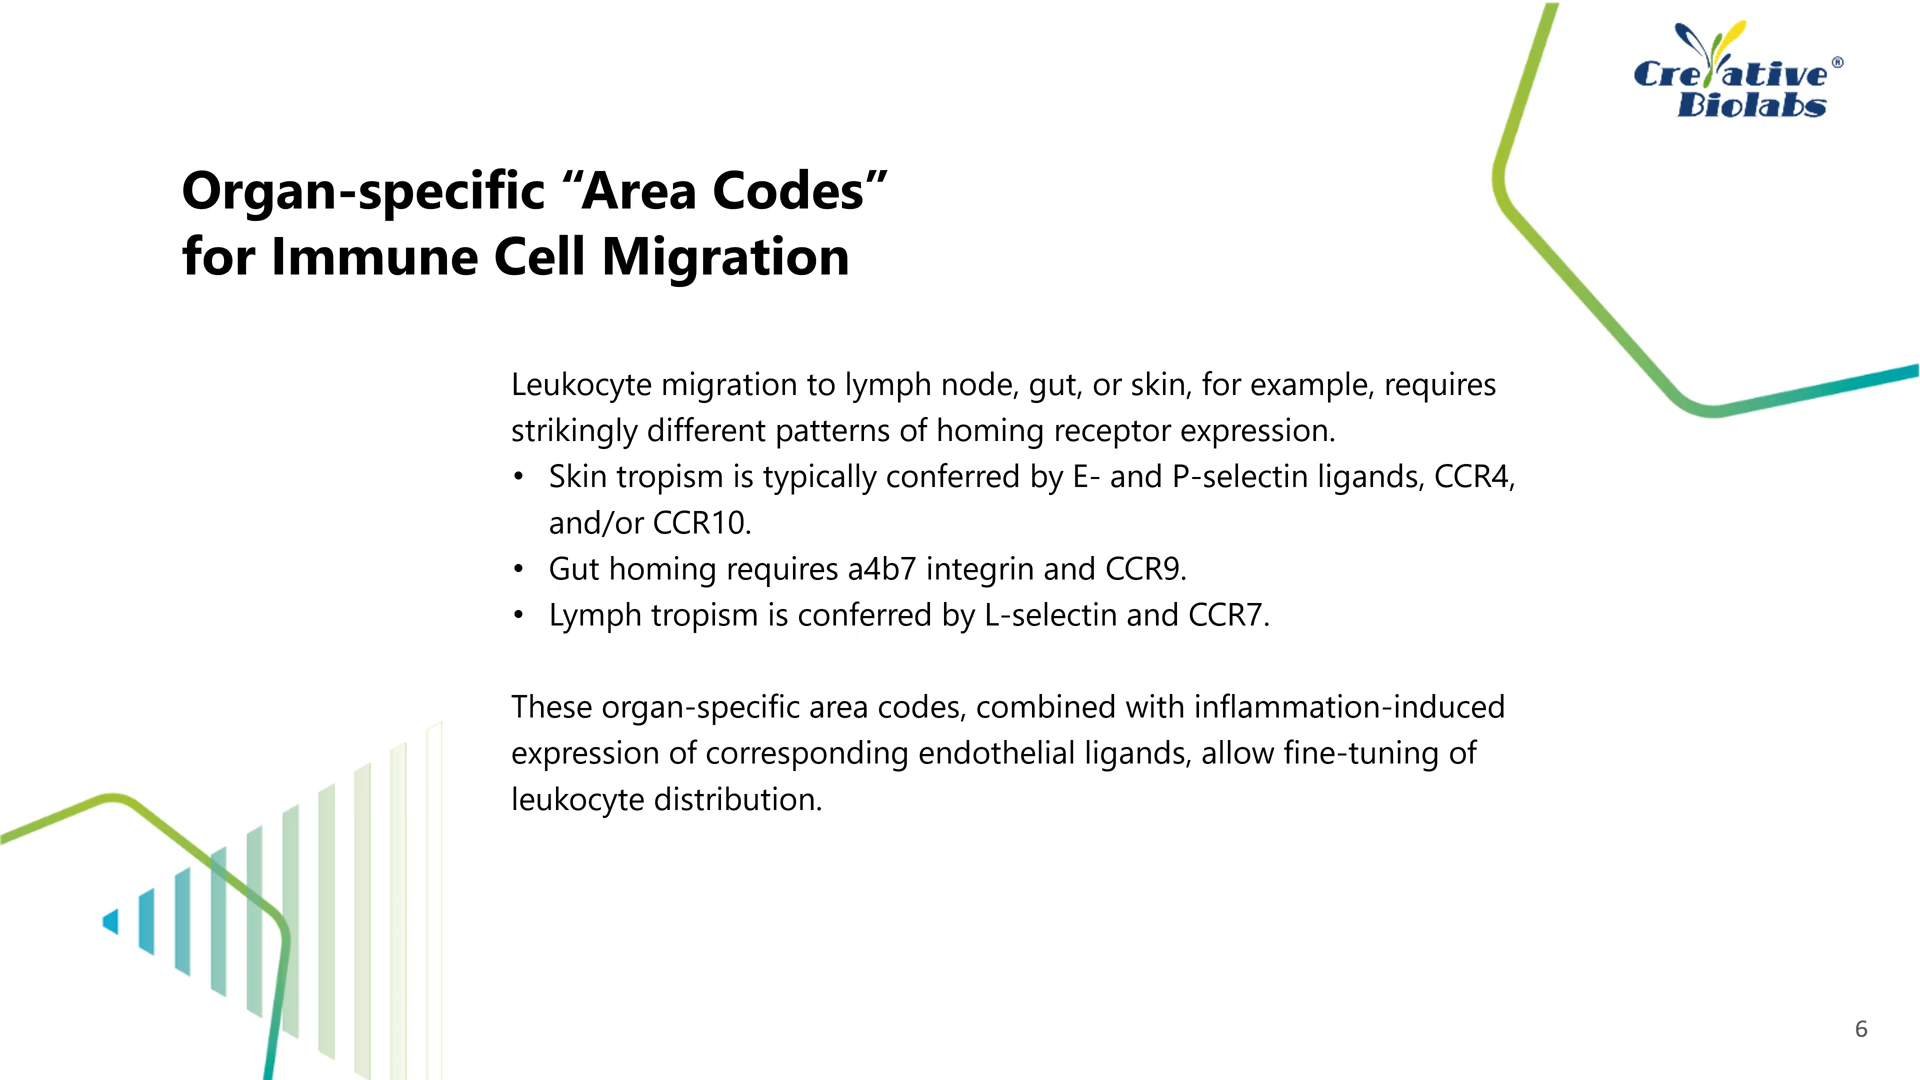 Creative®
Biolabs
Organ-specific “Area Codes”
for Immune Cell Migration
Leukocyte migration to lymph node, gut, or skin, for example, requires
strikingly different patterns of homing receptor expression.
• Skin tropism is typically conferred by E- and P-selectin ligands, CCR4,
and/or CCR10.
• Gut homing requires a4b7 integrin and CCR9.
• Lymph tropism is conferred by L-selectin and CCR7.
These organ-specific area codes, combined with inflammation-induced
expression of corresponding endothelial ligands, allow fine-tuning of
leukocyte distribution.
6